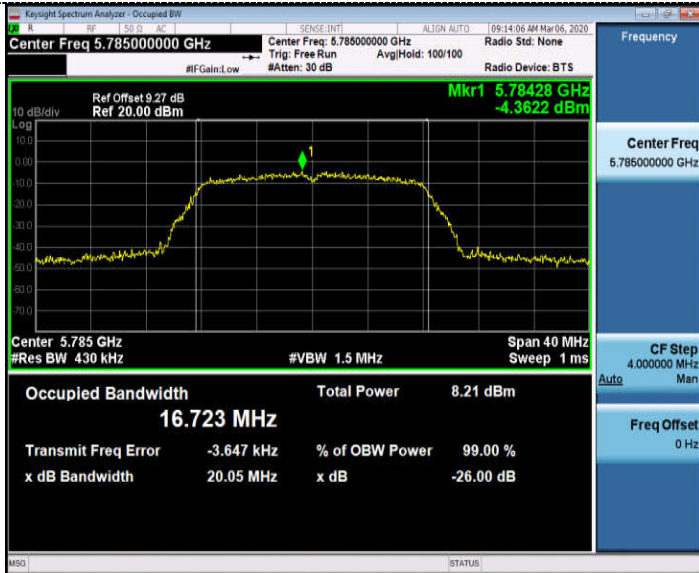 Keysight Spectrum Analyzer - Occupied BW
R RF 50 Ω AC SENSE:INT ALIGN AUTO 09:14:06 AM Mar 06, 2020
Center Freq 5.785000000 GHz Center Freq: 5.785000000 GHz Radio Std: None
Trig: Free Run Avg|Hold: 100/100
#IFGain:Low #Atten: 30 dB Radio Device: BTS
Frequency
Ref Offset 9.27 dB Mkr1 5.78428 GHz
10 dB/div Ref 20.00 dBm -4.3622 dBm
Log
10.0
0.00
-10.0
-20.0
-30.0
-40.0
-50.0
-60.0
-70.0
1
Center 5.785 GHz Span 40 MHz
#Res BW 430 kHz #VBW 1.5 MHz Sweep 1 ms
Occupied Bandwidth Total Power 8.21 dBm
16.723 MHz
Transmit Freq Error -3.647 kHz % of OBW Power 99.00 %
x dB Bandwidth 20.05 MHz x dB -26.00 dB
Center Freq
5.785000000 GHz
CF Step
4.000000 MHz
Auto Man
Freq Offset
0 Hz
MSG STATUS